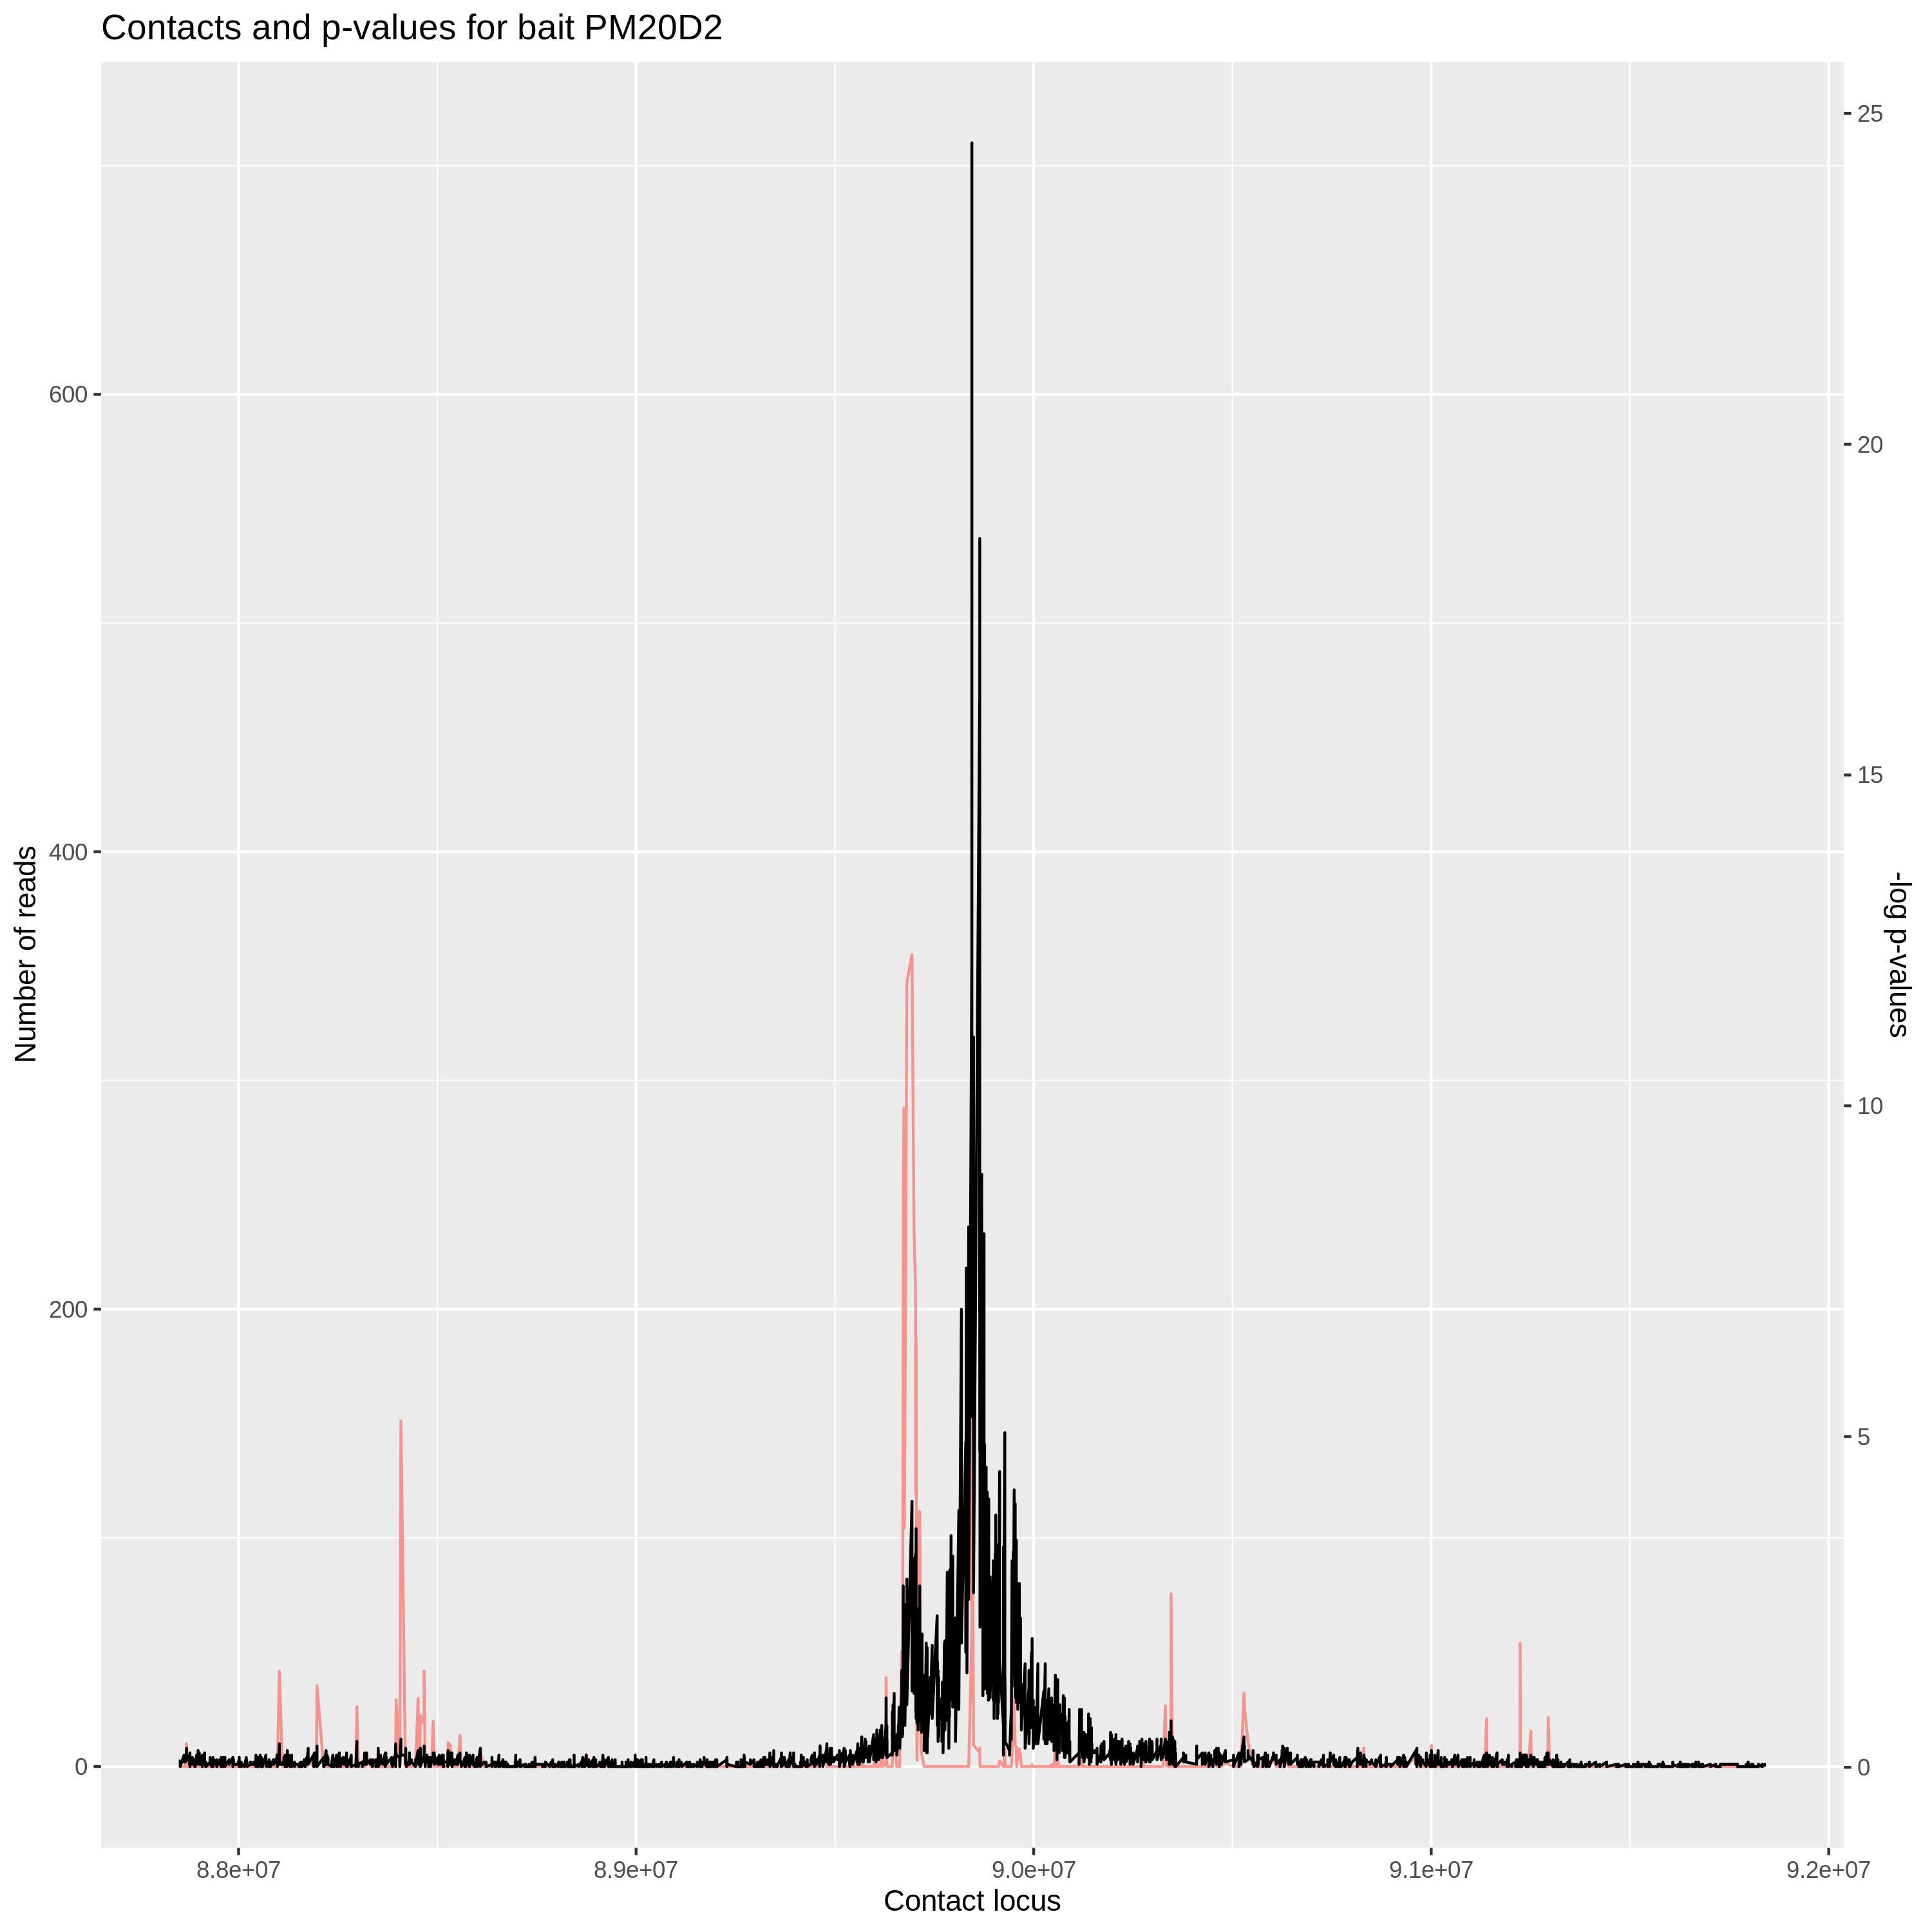 Contacts and p-values for bait PM20D2
25
600
20
15
400
Number of reads
-log p-values
10
200
5
0
0
8.8e+07 8.9e+07 9.0e+07 9.1e+07 9.2e+07
Contact locus